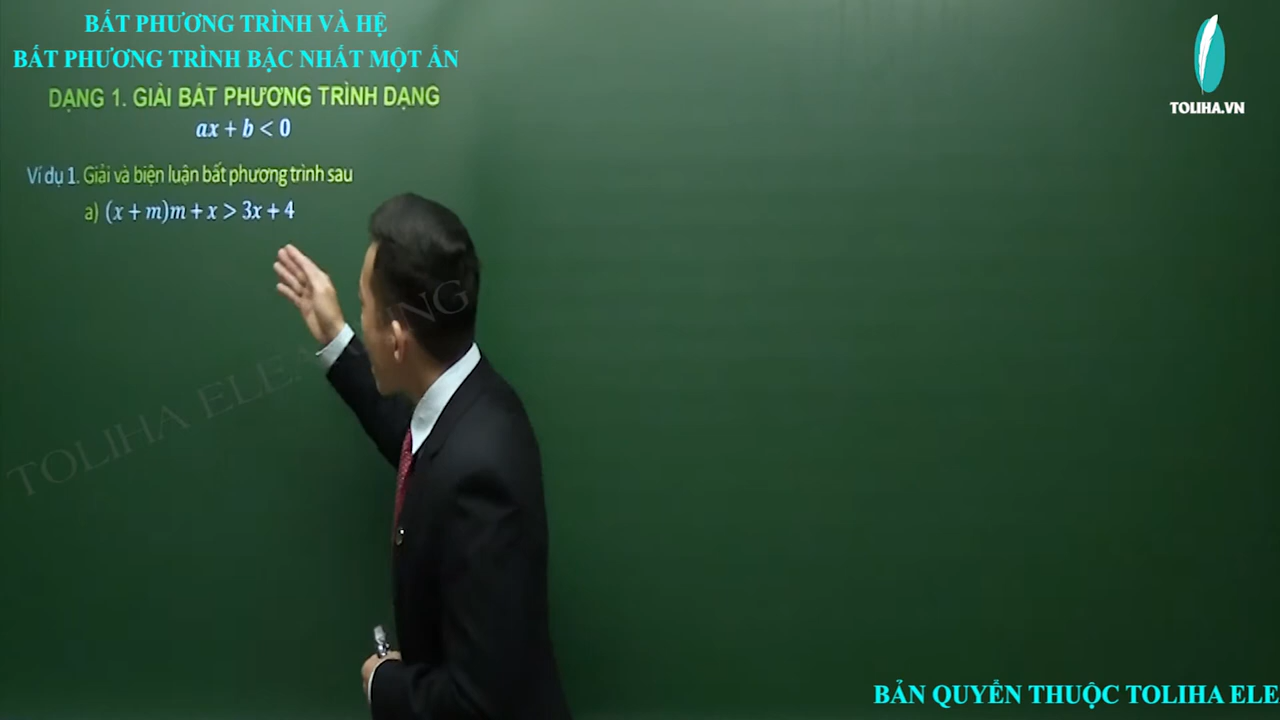 BẤT PHƯƠNG TRÌNH VÀ HỆ
BẤT PHƯƠNG TRÌNH BẬC NHẤT MỘT ẨN
DẠNG 1. GIẢI BẤT PHƯƠNG TRÌNH DẠNG
ax + b < 0
Ví dụ 1. Giải và biện luận bất phương trình sau
a) (x + m)m + x > 3x + 4
TOLIHA.VN
TOLIHA ELEA NG
BẢN QUYỀN THUỘC TOLIHA ELE